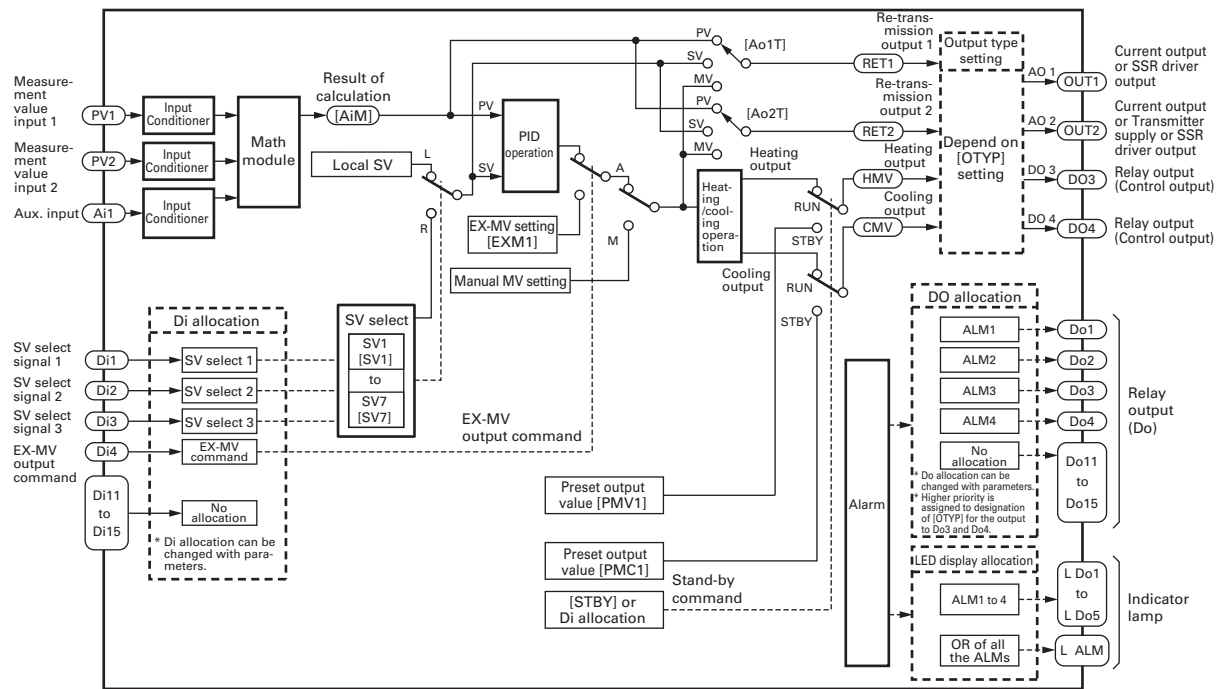 Measure-
ment
value
input 1
PV1
Input
Conditioner
Measure-
ment
value
input 2
PV2
Input
Conditioner
Aux. input
Ai1
Input
Conditioner
Math
module
Result of
calculation
[AiM]
PV
SV
PID
operation
Local SV
L
R
EX-MV setting
[EXM1]
Manual MV setting
A
M
PV
SV
MV
[Ao1T]
PV
SV
MV
[Ao2T]
Heating
output
Heat-
ing
/cool-
ing
opera-
tion
Cooling
output
RUN
STBY
RUN
STBY
Re-trans-
mission
output 1
RET1
Re-trans-
mission
output 2
RET2
Heating
output
HMV
Cooling
output
CMV
Output type
setting
Depend on
[OTYP]
setting
AO 1
OUT1
Current output
or SSR driver
output
AO 2
OUT2
Current output
or Transmitter
supply or SSR
driver output
DO 3
DO3
Relay output
(Control output)
DO 4
DO4
Relay output
(Control output)
SV select
signal 1
Di1
SV select
signal 2
Di2
SV select
signal 3
Di3
EX-MV
output
command
Di4
Di11
to
Di15
Di allocation
SV select 1
SV select 2
SV select 3
EX-MV
command
No
allocation
* Di allocation can be
changed with para-
meters.
SV select
SV1
[SV1]
to
SV7
[SV7]
EX-MV
output command
Preset output
value [PMV1]
Preset output
value [PMC1]
Stand-by
command
[STBY] or
Di allocation
Alarm
DO allocation
ALM1
Do1
ALM2
Do2
ALM3
Do3
ALM4
Do4
No
allocation
Do11
to
Do15
* Do allocation can be
changed with parameters.
* Higher priority is
assigned to designation
of [OTYP] for the output
to Do3 and Do4.
Relay
output
(Do)
LED display allocation
ALM1 to 4
L Do1
to
L Do5
OR of all
the ALMs
L ALM
Indicator
lamp